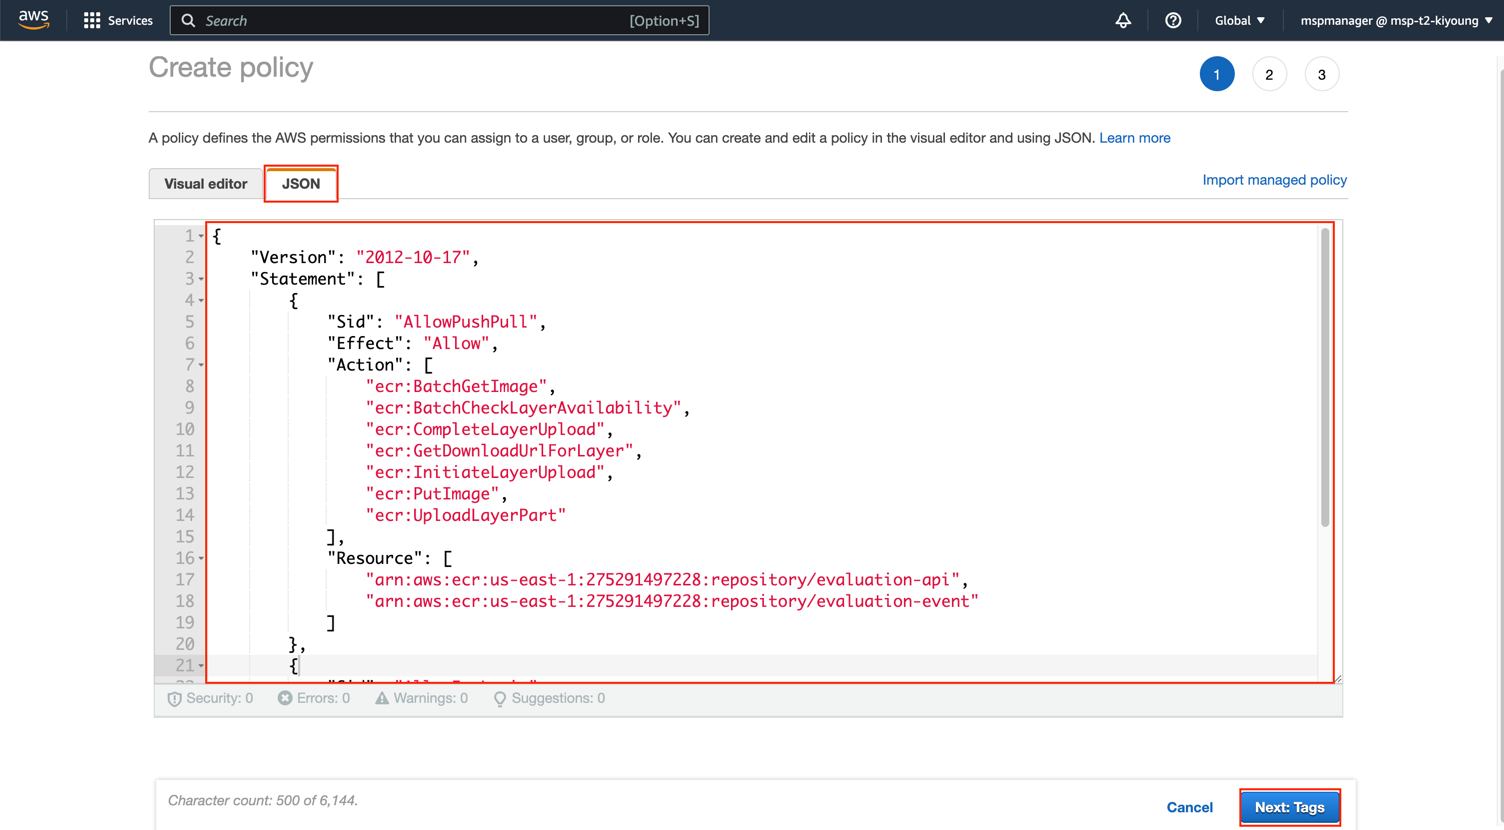 aws
Services
Search
[Option+S]
Global
mspmanager @ msp-t2-kiyoung
Create policy
1
2
3
A policy defines the AWS permissions that you can assign to a user, group, or role. You can create and edit a policy in the visual editor and using JSON. Learn more
Visual editor
JSON
Import managed policy
1 {
2 "Version": "2012-10-17",
3 "Statement": [
4 {
5 "Sid": "AllowPushPull",
6 "Effect": "Allow",
7 "Action": [
8 "ecr:BatchGetImage",
9 "ecr:BatchCheckLayerAvailability",
10 "ecr:CompleteLayerUpload",
11 "ecr:GetDownloadUrlForLayer",
12 "ecr:InitiateLayerUpload",
13 "ecr:PutImage",
14 "ecr:UploadLayerPart"
15 ],
16 "Resource": [
17 "arn:aws:ecr:us-east-1:275291497228:repository/evaluation-api",
18 "arn:aws:ecr:us-east-1:275291497228:repository/evaluation-event"
19 ]
20 },
21 {
Security: 0
Errors: 0
Warnings: 0
Suggestions: 0
Character count: 500 of 6,144.
Cancel
Next: Tags